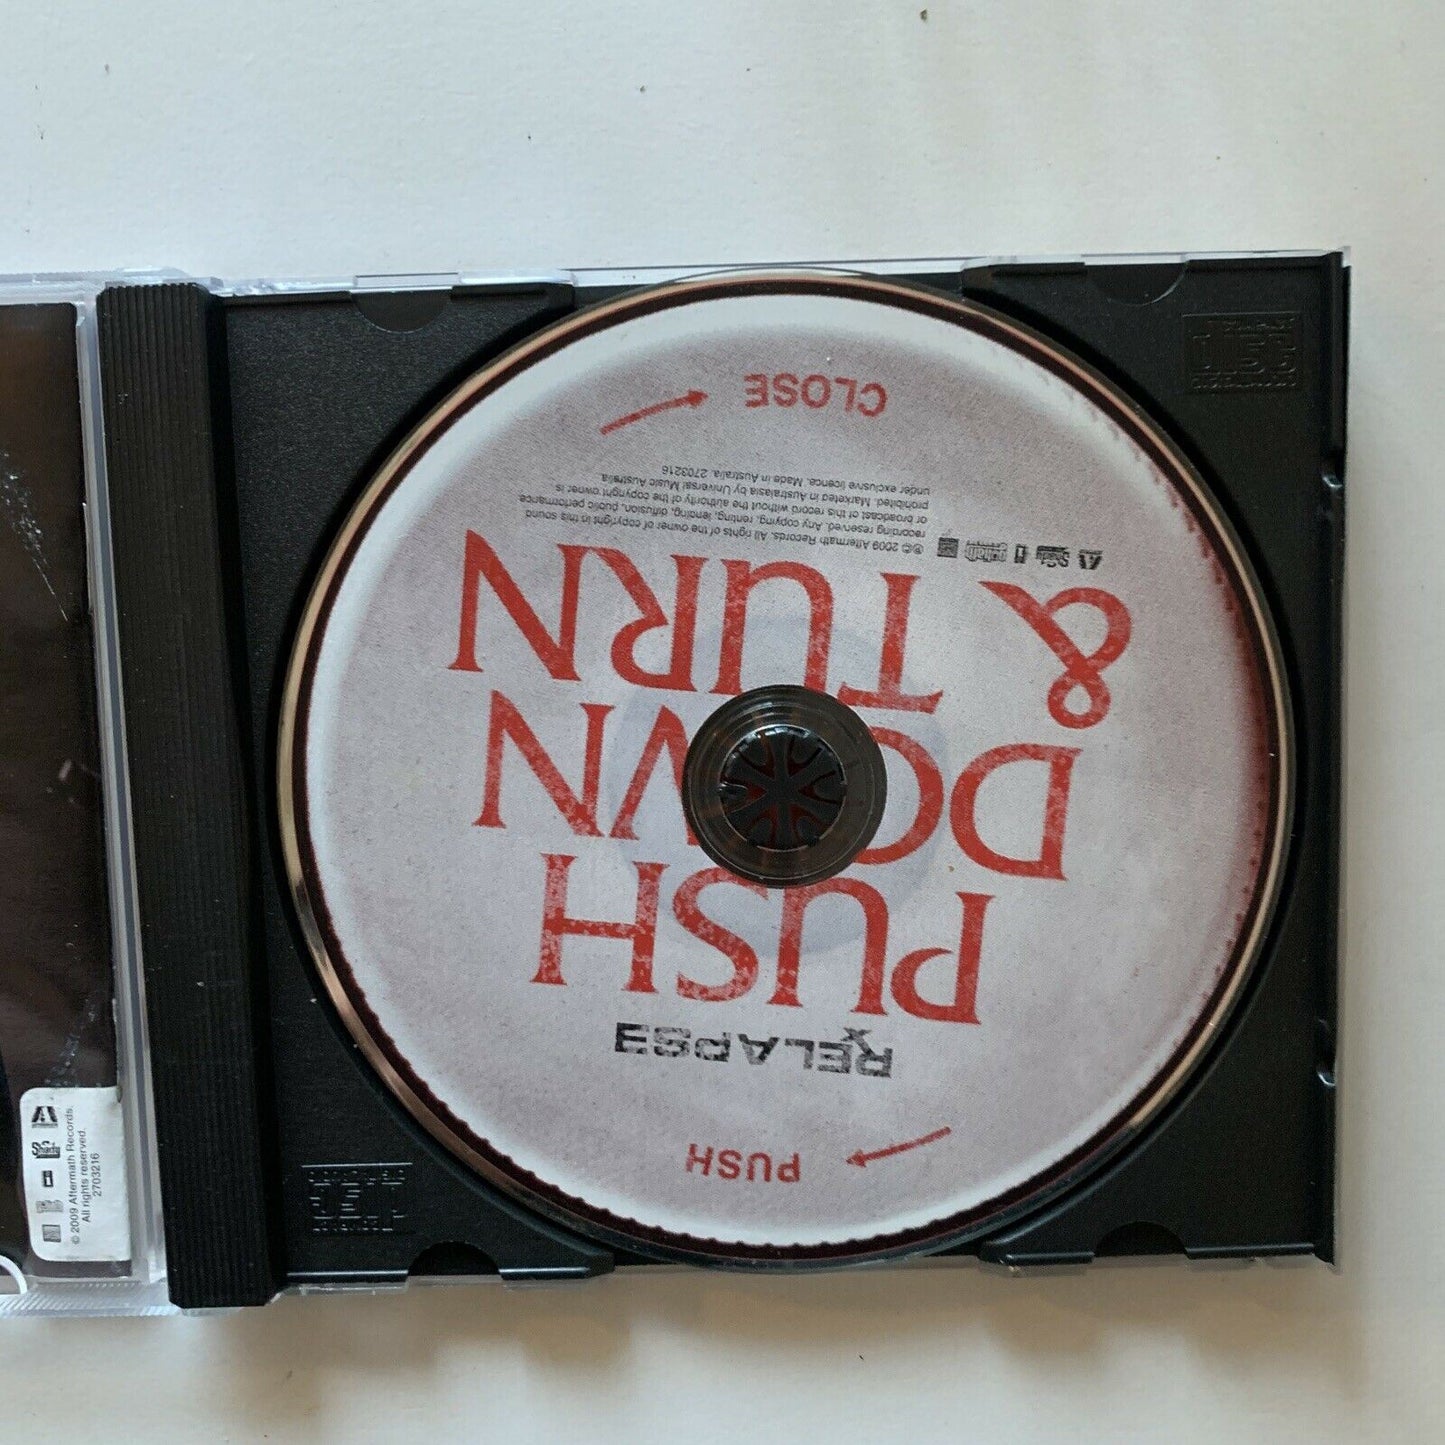 PUSH
RELAPSE
PUSH
DOWN
& TURN
℗© 2009 Aftermath Records. All rights of the owner of copyright in this sound
recording reserved. Any copying, renting, lending, diffusion, public performance
or broadcast of this record without the authority of the copyright owner is
prohibited. Marketed in Australasia by Universal Music Australia
under exclusive licence. Made in Australia. 2703216
CLOSE
© 2009 Aftermath Records.
All rights reserved.
2703216